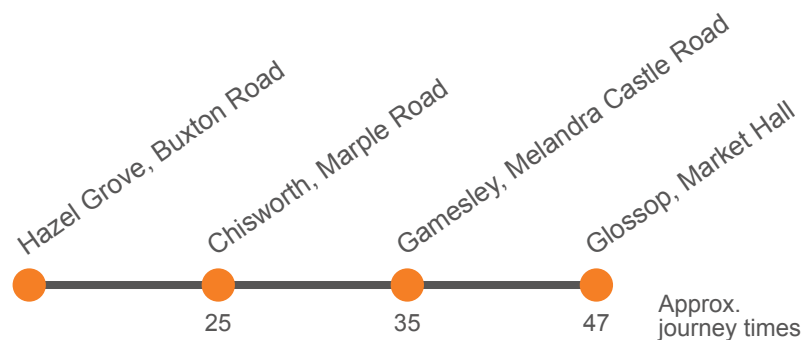 Hazel Grove, Buxton Road
Chisworth, Marple Road
Gamesley, Melandra Castle Road
Glossop, Market Hall
25
35
47
Approx.
journey times